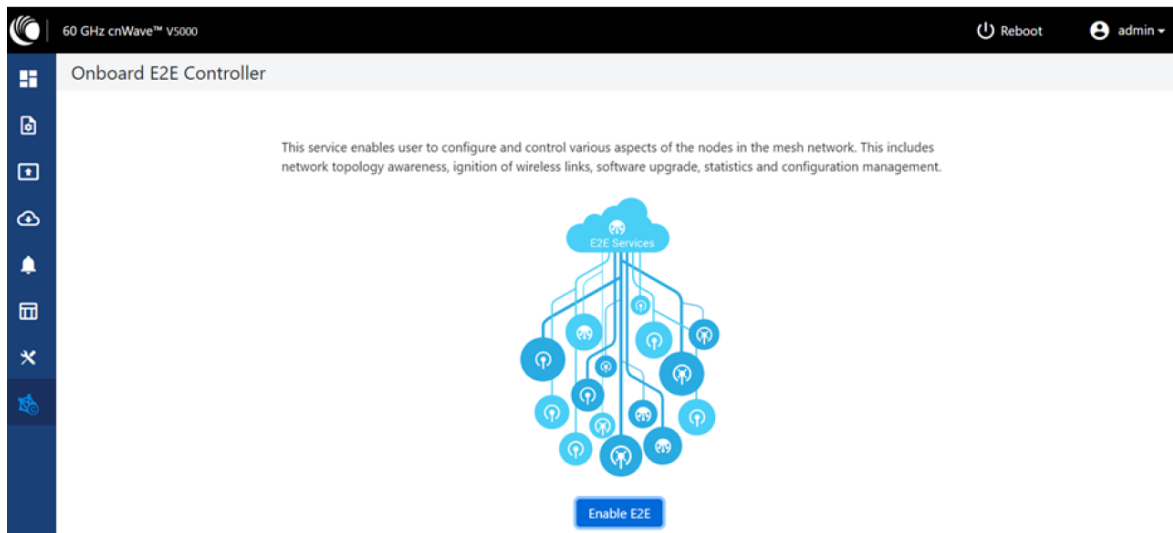 60 GHz cnWave™ V5000
Reboot
admin
Onboard E2E Controller
This service enables user to configure and control various aspects of the nodes in the mesh network. This includes
network topology awareness, ignition of wireless links, software upgrade, statistics and configuration management.
E2E Services
Enable E2E